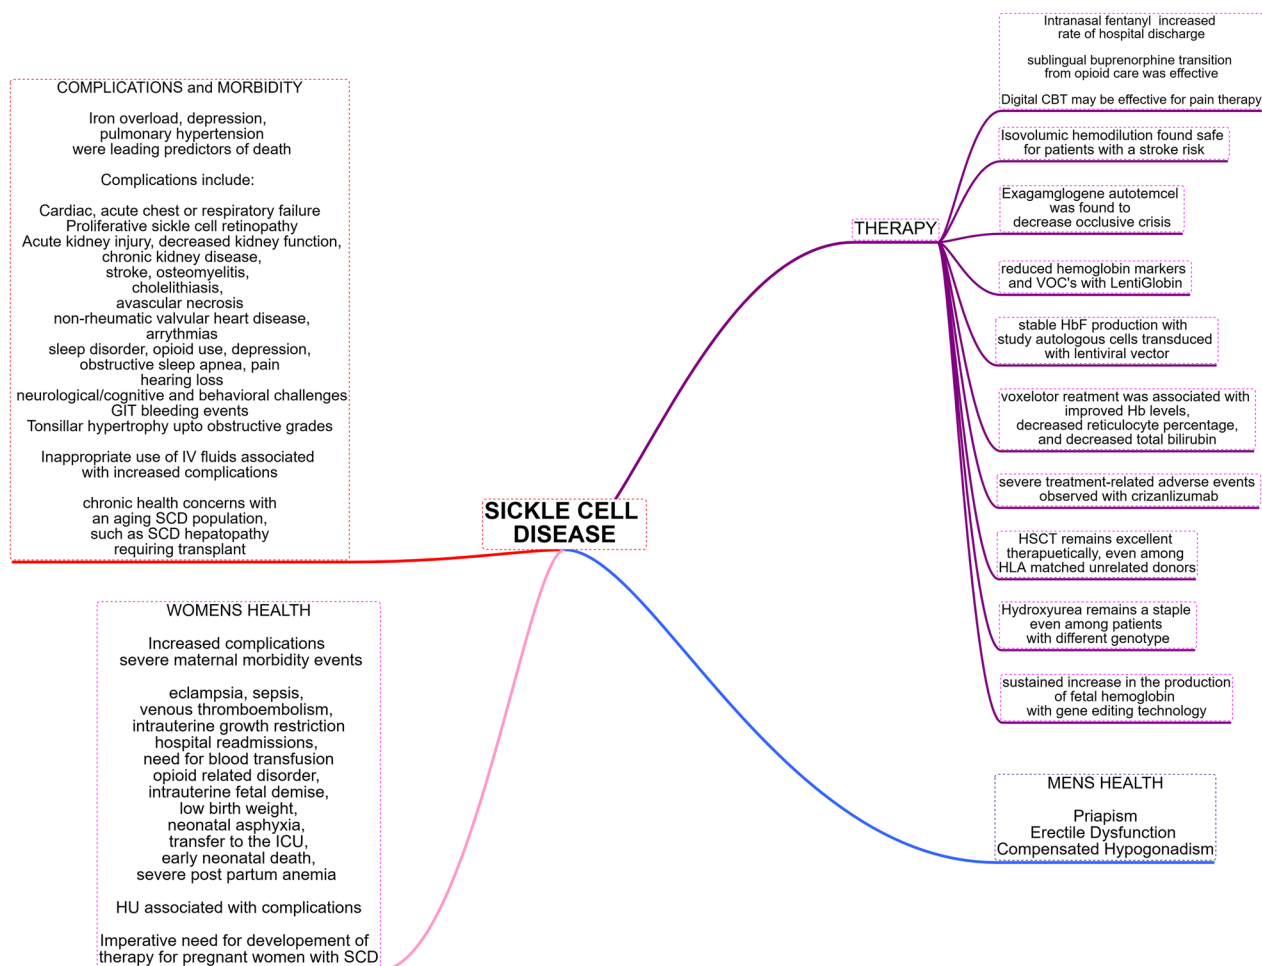 COMPLICATIONS and MORBIDITY
Iron overload, depression,
pulmonary hypertension
were leading predictors of death
Complications include:
Cardiac, acute chest or respiratory failure
Proliferative sickle cell retinopathy
Acute kidney injury, decreased kidney function,
chronic kidney disease,
stroke, osteomyelitis,
cholelithiasis,
avascular necrosis
non-rheumatic valvular heart disease,
arrythmias
sleep disorder, opioid use, depression,
obstructive sleep apnea, pain
hearing loss
neurological/cognitive and behavioral challenges
GIT bleeding events
Tonsillar hypertrophy upto obstructive grades
Inappropriate use of IV fluids associated
with increased complications
chronic health concerns with
an aging SCD population,
such as SCD hepatopathy
requiring transplant
WOMENS HEALTH
Increased complications
severe maternal morbidity events
eclampsia, sepsis,
venous thromboembolism,
intrauterine growth restriction
hospital readmissions,
need for blood transfusion
opioid related disorder,
intrauterine fetal demise,
low birth weight,
neonatal asphyxia,
transfer to the ICU,
early neonatal death,
severe post partum anemia
HU associated with complications
Imperative need for developement of
therapy for pregnant women with SCD
SICKLE CELL
DISEASE
THERAPY
Intranasal fentanyl increased
rate of hospital discharge
sublingual buprenorphine transition
from opioid care was effective
Digital CBT may be effective for pain therapy
Isovolumic hemodilution found safe
for patients with a stroke risk
Exagamglogene autotemcel
was found to
decrease occlusive crisis
reduced hemoglobin markers
and VOC's with LentiGlobin
stable HbF production with
study autologous cells transduced
with lentiviral vector
voxelotor reatment was associated with
improved Hb levels,
decreased reticulocyte percentage,
and decreased total bilirubin
severe treatment-related adverse events
observed with crizanlizumab
HSCT remains excellent
therapuetically, even among
HLA matched unrelated donors
Hydroxyurea remains a staple
even among patients
with different genotype
sustained increase in the production
of fetal hemoglobin
with gene editing technology
MENS HEALTH
Priapism
Erectile Dysfunction
Compensated Hypogonadism